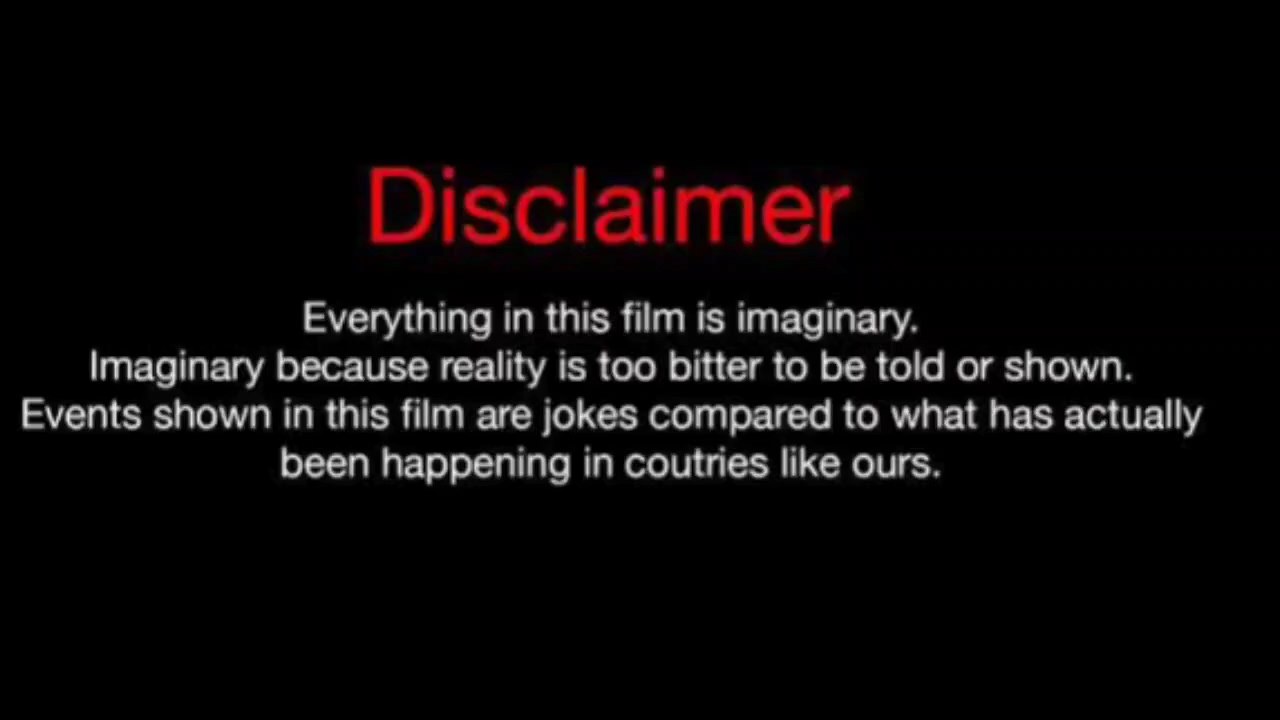 Disclaimer
Everything in this film is imaginary.
Imaginary because reality is too bitter to be told or shown.
Events shown in this film are jokes compared to what has actually
been happening in coutries like ours.